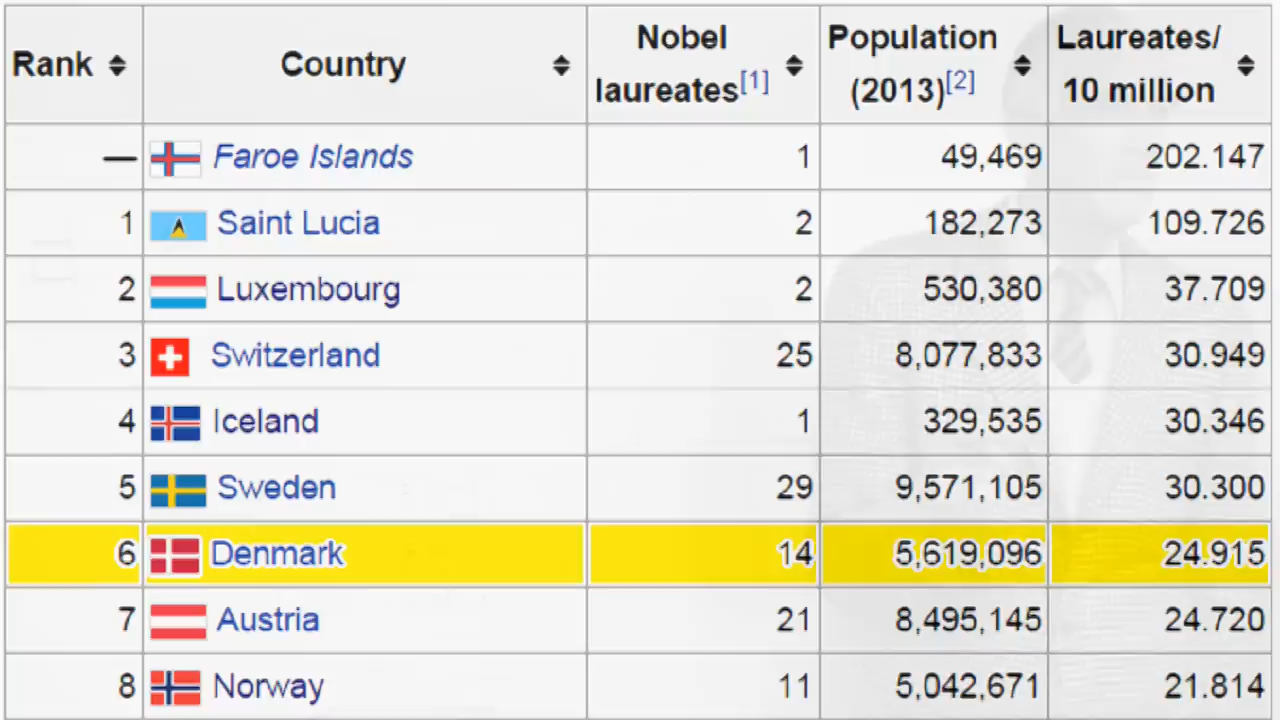 Rank Country Nobel laureates[1] Population (2013)[2] Laureates/ 10 million
— Faroe Islands 1 49,469 202.147
1 Saint Lucia 2 182,273 109.726
2 Luxembourg 2 530,380 37.709
3 Switzerland 25 8,077,833 30.949
4 Iceland 1 329,535 30.346
5 Sweden 29 9,571,105 30.300
6 Denmark 14 5,619,096 24.915
7 Austria 21 8,495,145 24.720
8 Norway 11 5,042,671 21.814